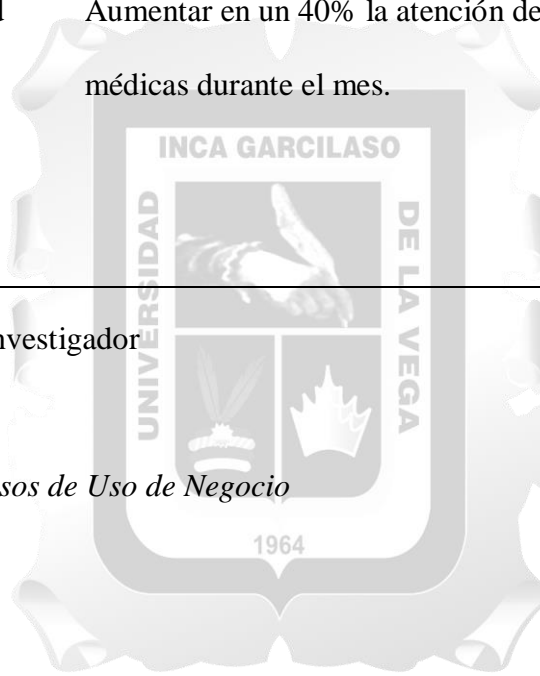 Aumentar en un 40% la atención de
médicas durante el mes.
INCA GARCILASO
UNIVERSIDAD
DE LA VEGA
nvestigador
sos de Uso de Negocio
1964